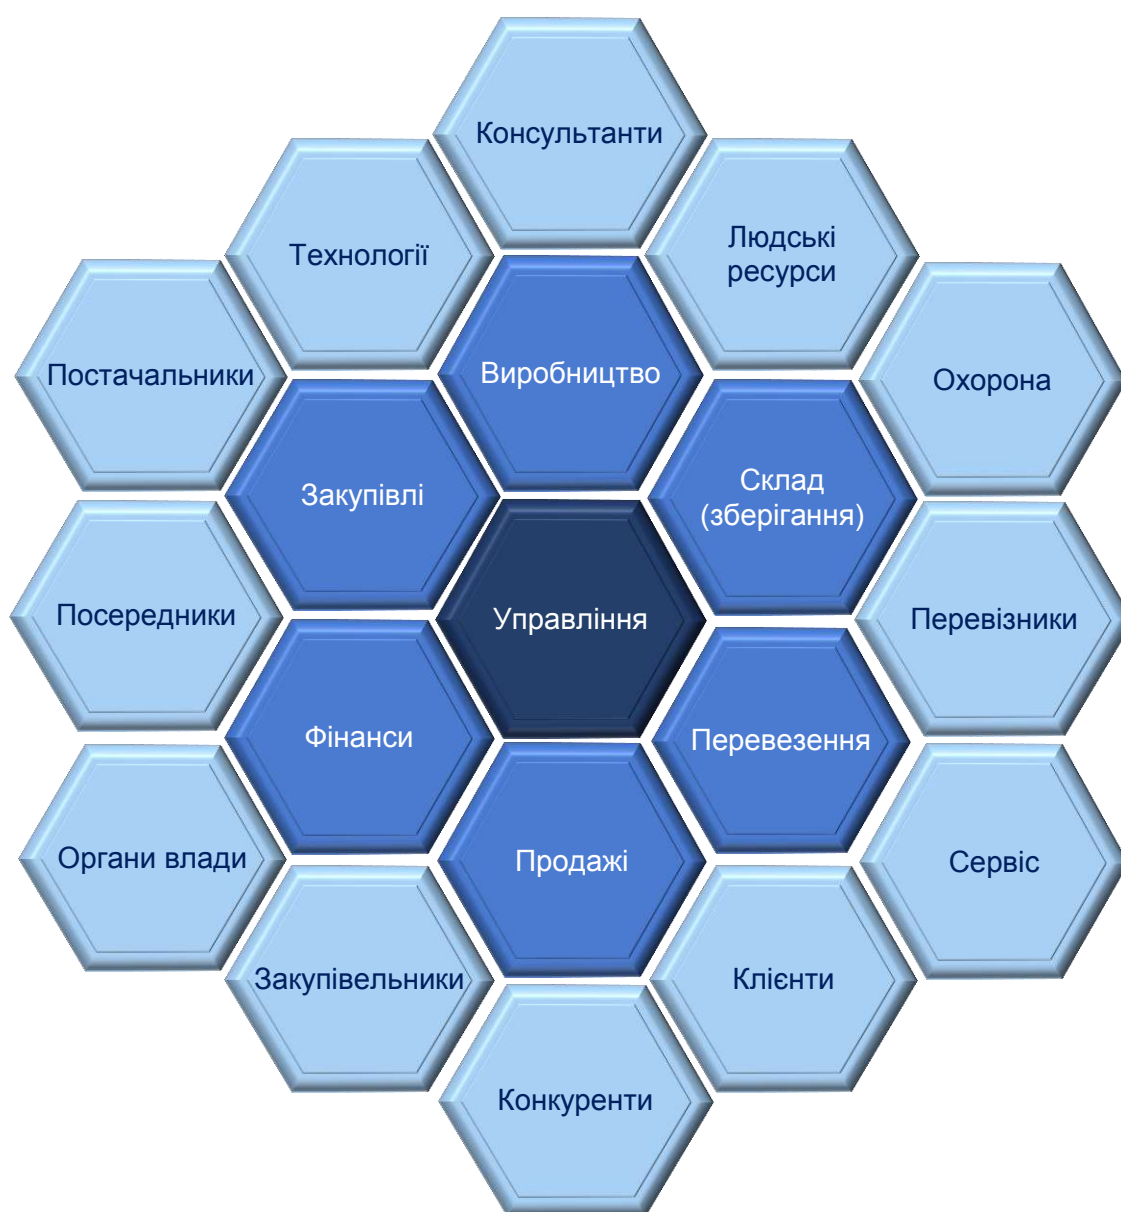 Консультанти
Технології
Людські
ресурси
Постачальники
Виробництво
Охорона
Закупівлі
Склад
(зберігання)
Посередники
Управління
Перевізники
Фінанси
Перевезення
Органи влади
Продажі
Сервіс
Закупівельники
Клієнти
Конкуренти